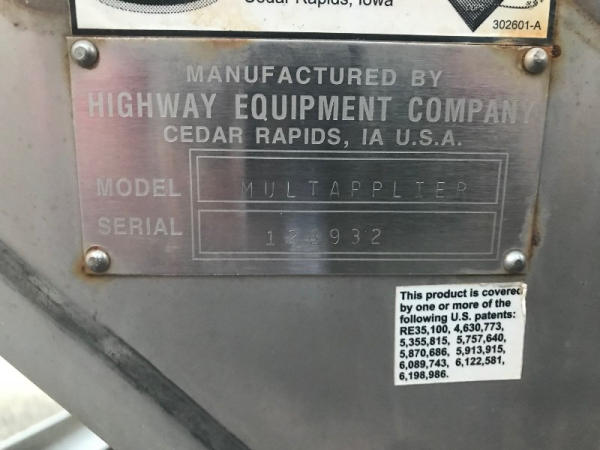 Cedar Rapids, Iowa
302601-A
MANUFACTURED BY
HIGHWAY EQUIPMENT COMPANY
CEDAR RAPIDS, IA U.S.A.
MODEL MULTAPPLIER
SERIAL
This product is covered
by one or more of the
following U.S. patents:
RE35,100, 4,630,773,
5,355,815, 5,757,640,
5,870,686, 5,913,915,
6,089,743, 6,122,581,
6,198,986.